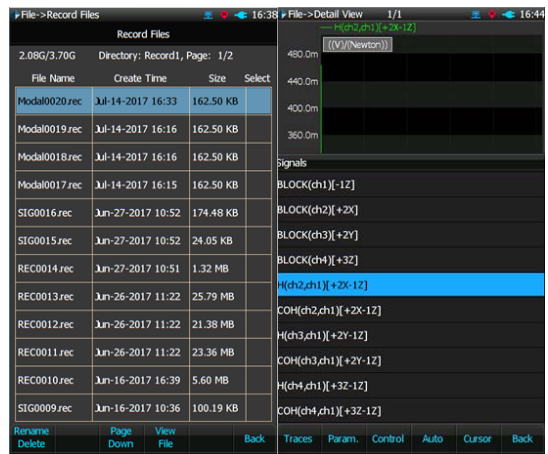 File->Record Files
16:38
Record Files
2.08G/3.70G Directory: Record1, Page: 1/2
File Name Create Time Size Select
Modal0020.rec Jul-14-2017 16:33 162.50 KB
Modal0019.rec Jul-14-2017 16:16 162.50 KB
Modal0018.rec Jul-14-2017 16:16 162.50 KB
Modal0017.rec Jul-14-2017 16:15 162.50 KB
SIG0016.rec Jun-27-2017 10:52 174.48 KB
SIG0015.rec Jun-27-2017 10:52 24.05 KB
REC0014.rec Jun-27-2017 10:51 1.32 MB
REC0013.rec Jun-26-2017 11:22 25.79 MB
REC0012.rec Jun-26-2017 11:22 21.38 MB
REC0011.rec Jun-26-2017 11:22 23.36 MB
REC0010.rec Jun-16-2017 16:39 5.60 MB
SIG0009.rec Jun-16-2017 10:36 100.19 KB
Rename Page View
Delete Down File Back
File->Detail View 1/1 16:44
H(ch2,ch1)[+2X-1Z]
((V)/(Newton))
480.0m
440.0m
400.0m
360.0m
Signals
BLOCK(ch1)[-1Z]
BLOCK(ch2)[+2X]
BLOCK(ch3)[+2Y]
BLOCK(ch4)[+3Z]
H(ch2,ch1)[+2X-1Z]
COH(ch2,ch1)[+2X-1Z]
H(ch3,ch1)[+2Y-1Z]
COH(ch3,ch1)[+2Y-1Z]
H(ch4,ch1)[+3Z-1Z]
COH(ch4,ch1)[+3Z-1Z]
Traces Param. Control Auto Cursor Back